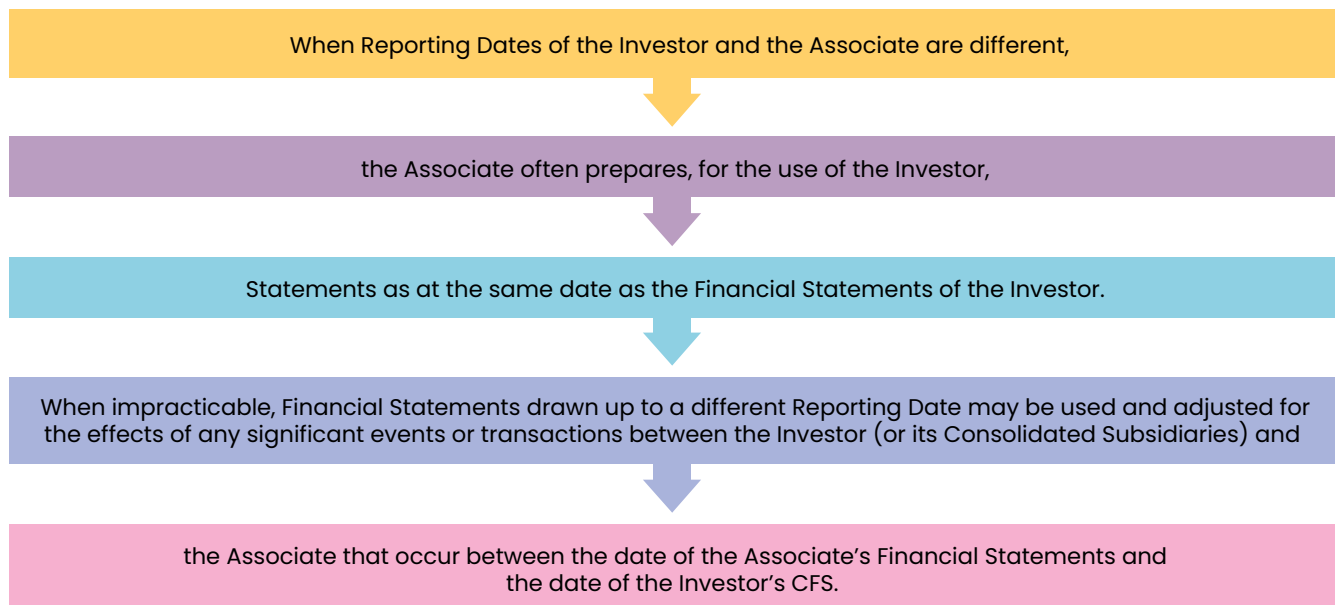 When Reporting Dates of the Investor and the Associate are different,
the Associate often prepares, for the use of the Investor,
Statements as at the same date as the Financial Statements of the Investor.
When impracticable, Financial Statements drawn up to a different Reporting Date may be used and adjusted for
the effects of any significant events or transactions between the Investor (or its Consolidated Subsidiaries) and
the Associate that occur between the date of the Associate’s Financial Statements and
the date of the Investor’s CFS.